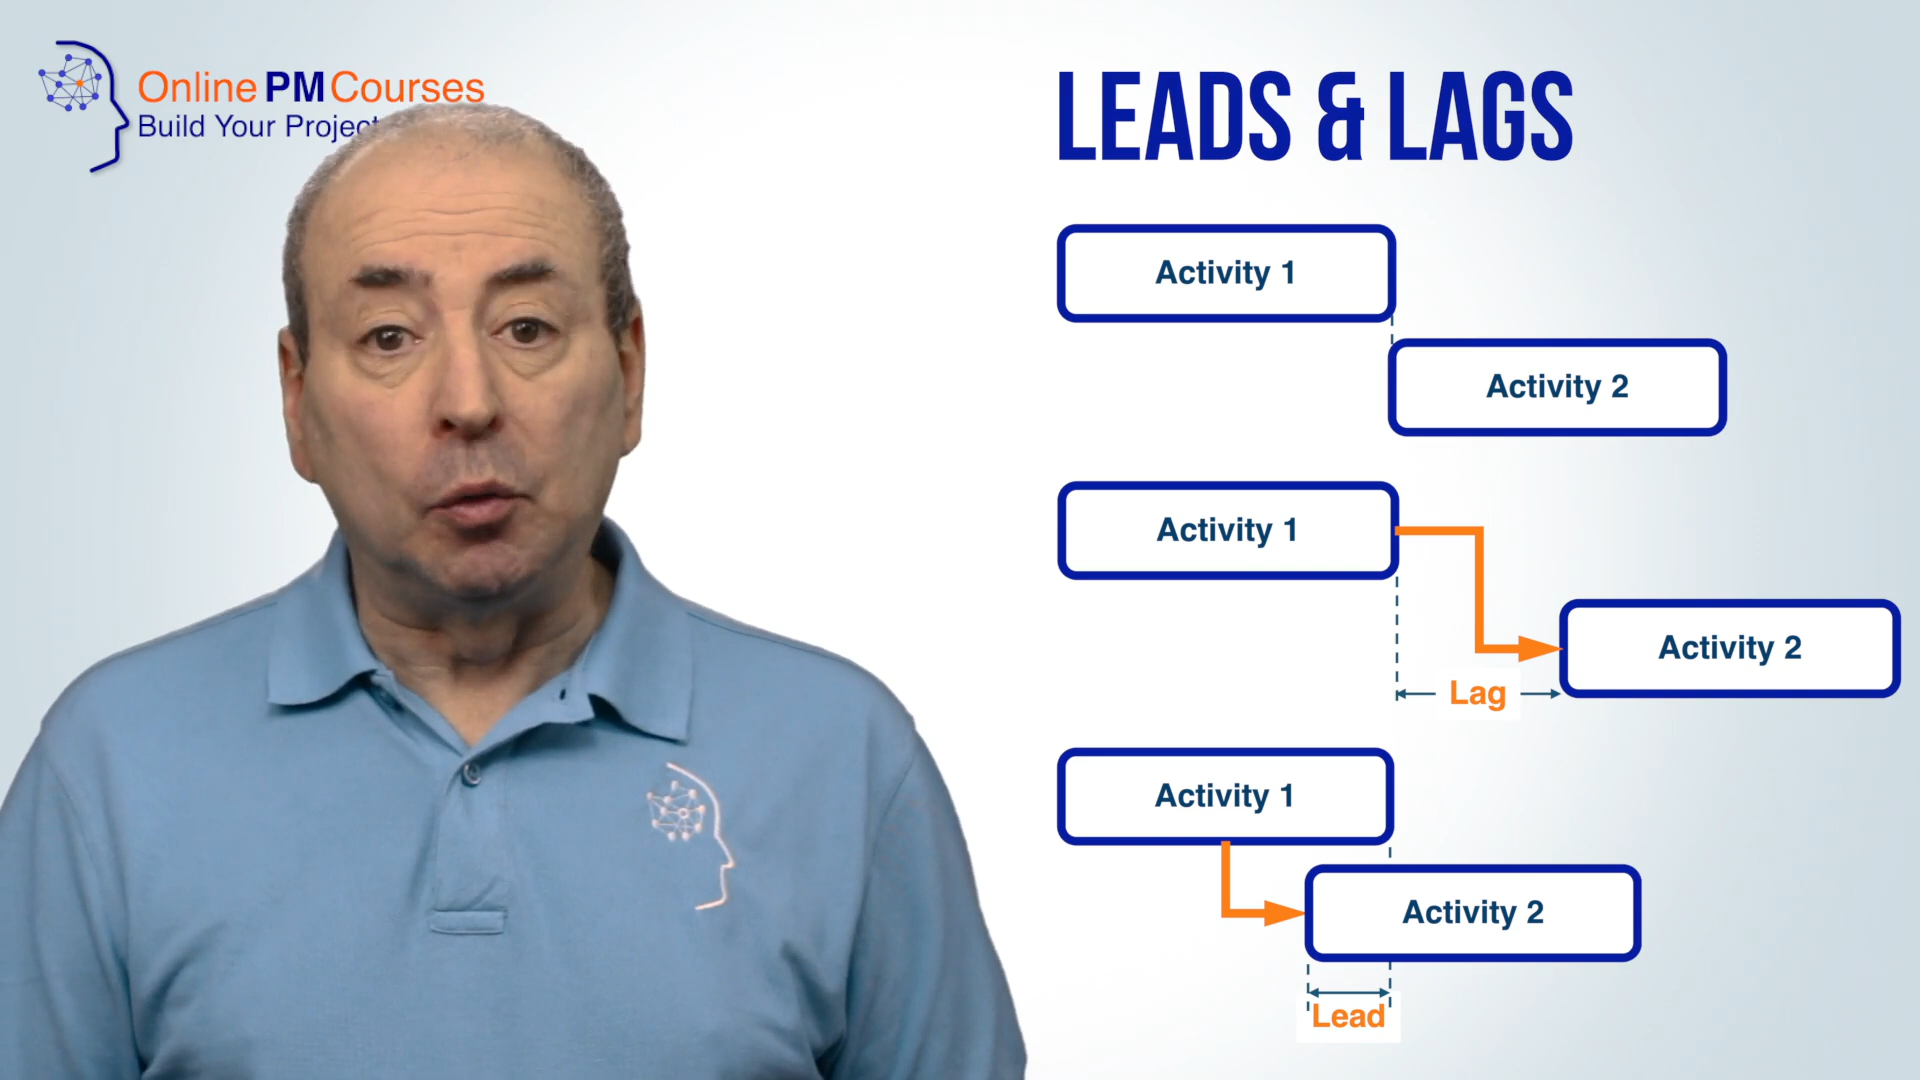 Online PM Courses
Build Your Project
LEADS & LAGS
Activity 1
Activity 2
Activity 1
Activity 2
Lag
Activity 1
Activity 2
Lead